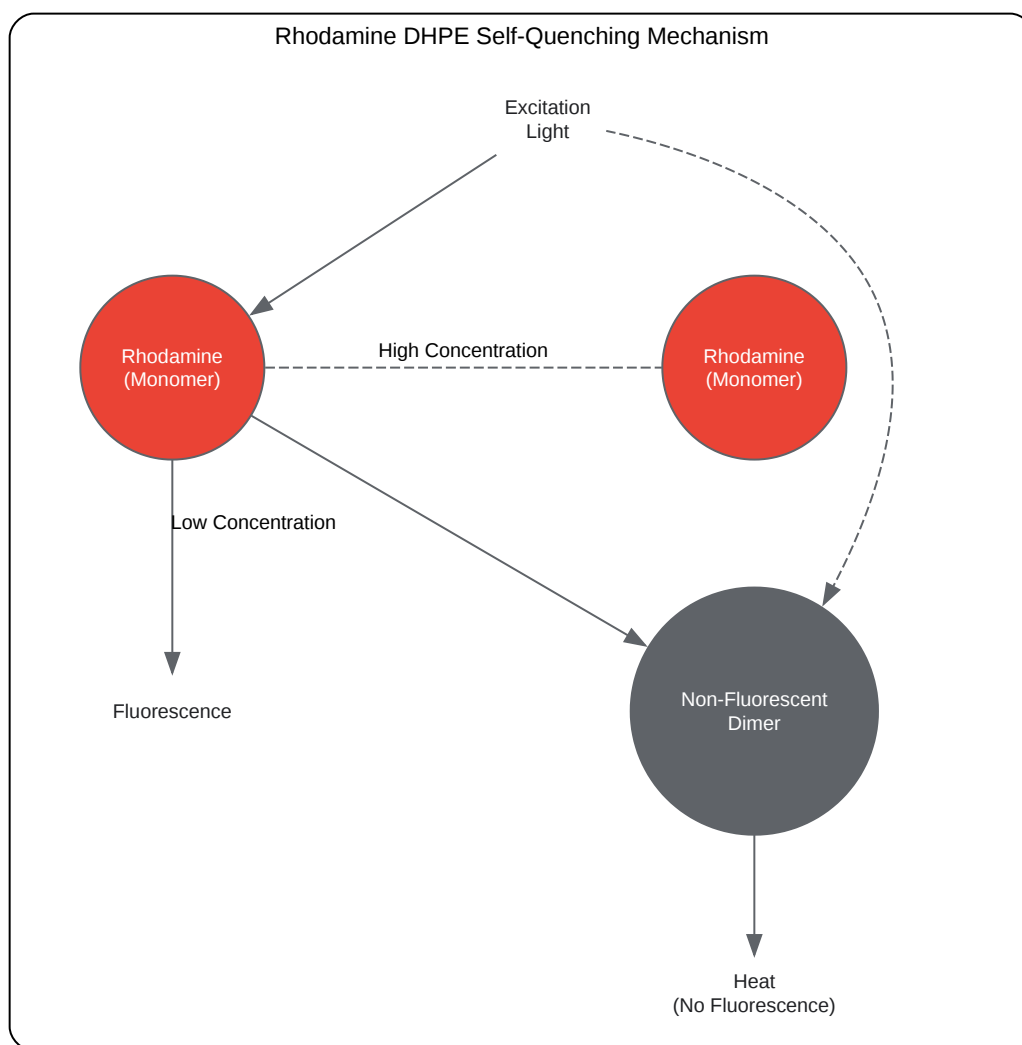 Rhodamine DHPE Self-Quenching Mechanism
Excitation
Light
High Concentration
Rhodamine
(Monomer)
Rhodamine
(Monomer)
Low Concentration
Fluorescence
Non-Fluorescent
Dimer
Heat
(No Fluorescence)